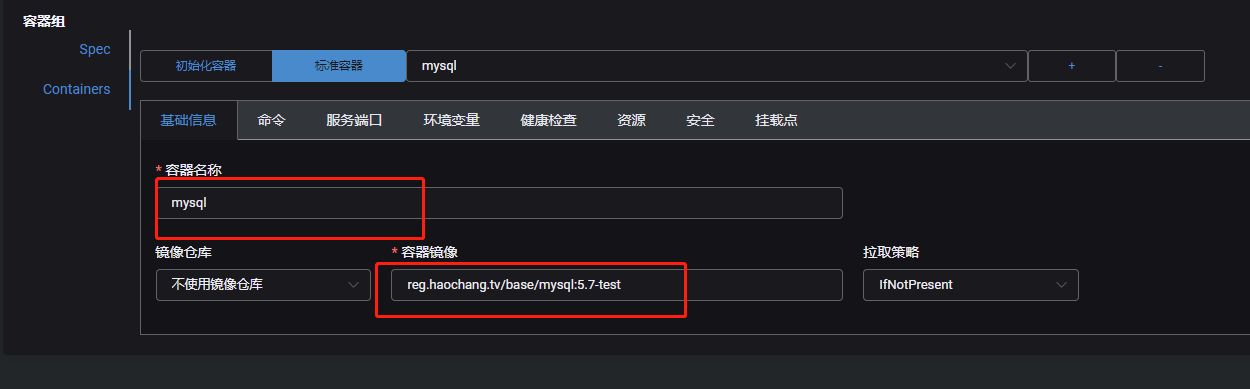 容器组
Spec
Containers
初始化容器 标准容器 mysql + -
基础信息 命令 服务端口 环境变量 健康检查 资源 安全 挂载点
* 容器名称
mysql
镜像仓库 * 容器镜像 拉取策略
不使用镜像仓库 reg.haochang.tv/base/mysql:5.7-test IfNotPresent